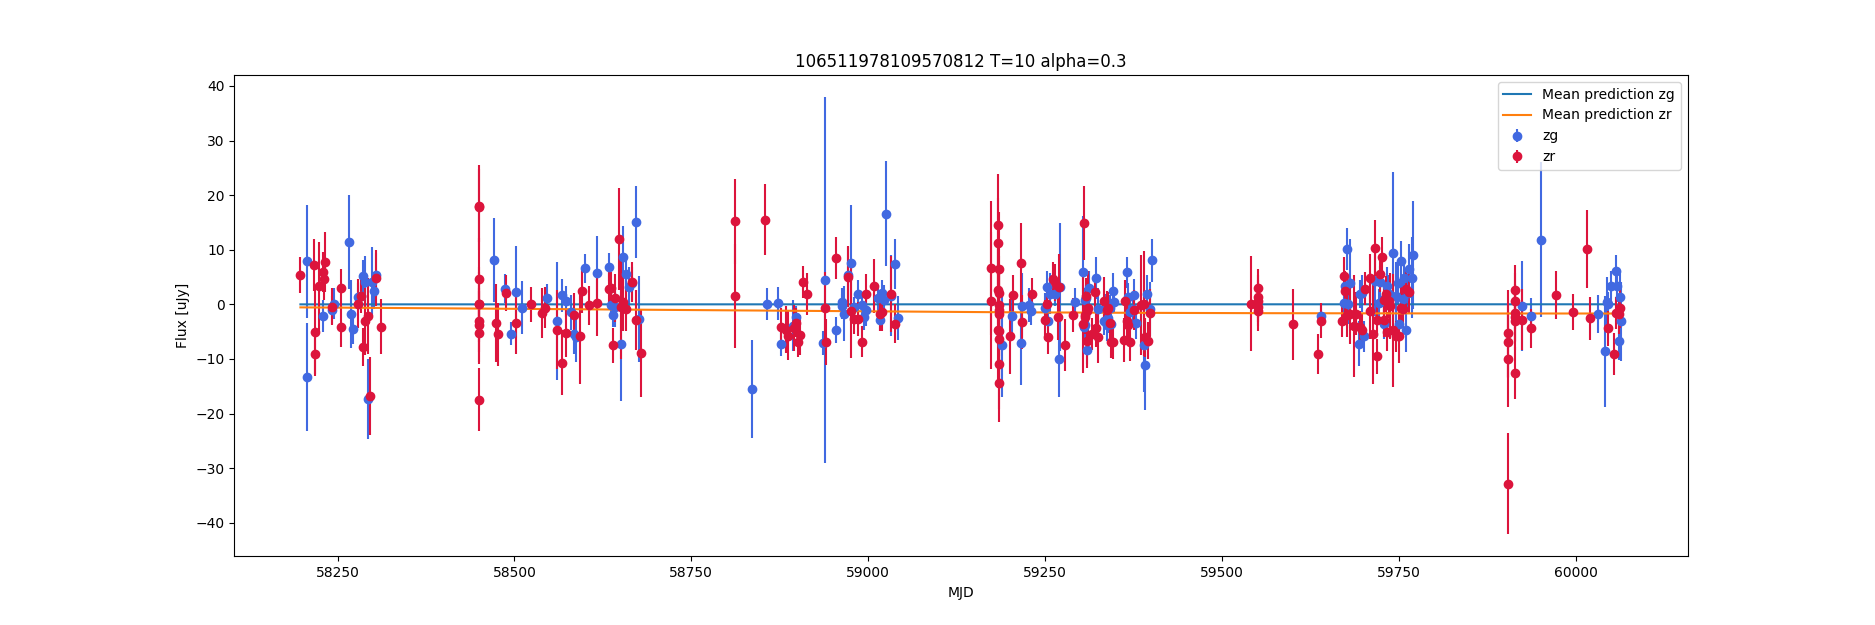 106511978109570812 T=10 alpha=0.3
40
30
20
10
0
−10
−20
−30
−40
Flux [uJy]
58250
58500
58750
59000
59250
59500
59750
60000
MJD
Mean prediction zg
Mean prediction zr
zg
zr